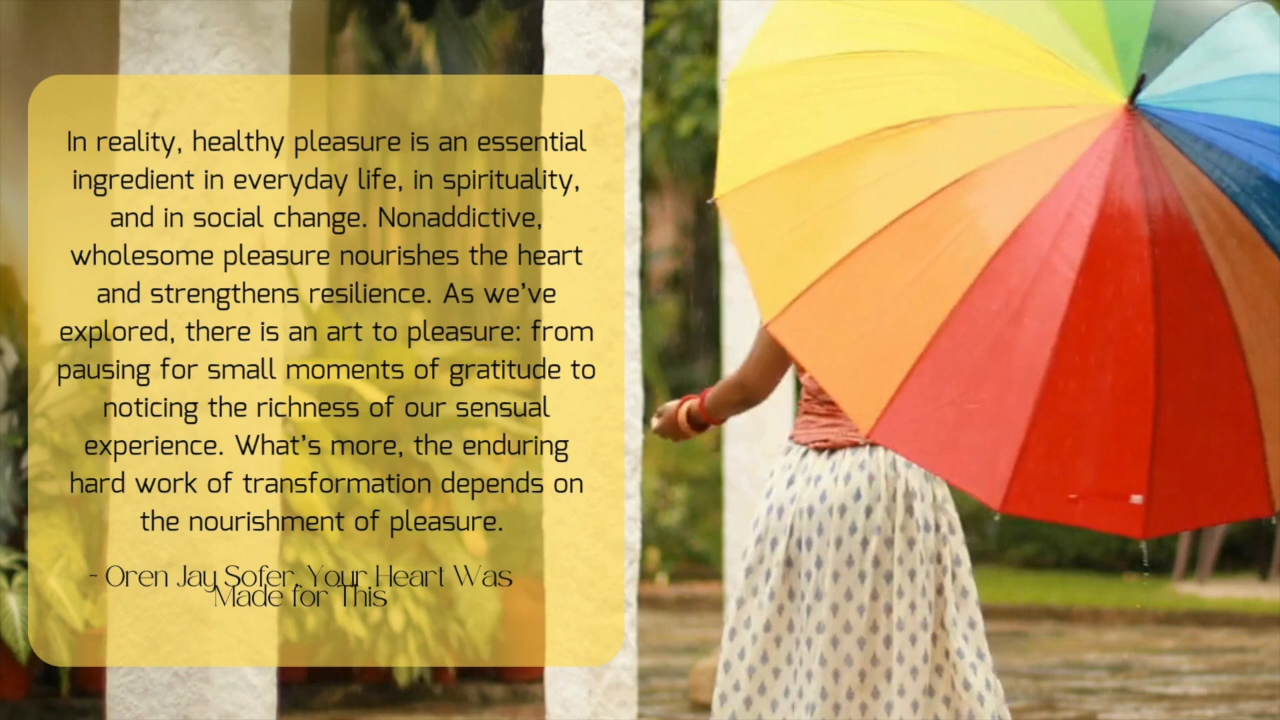 In reality, healthy pleasure is an essential
ingredient in everyday life, in spirituality,
and in social change. Nonaddictive,
wholesome pleasure nourishes the heart
and strengthens resilience. As we’ve
explored, there is an art to pleasure: from
pausing for small moments of gratitude to
noticing the richness of our sensual
experience. What’s more, the enduring
hard work of transformation depends on
the nourishment of pleasure.
- Oren Jay Sofer, Your Heart Was
Made for This